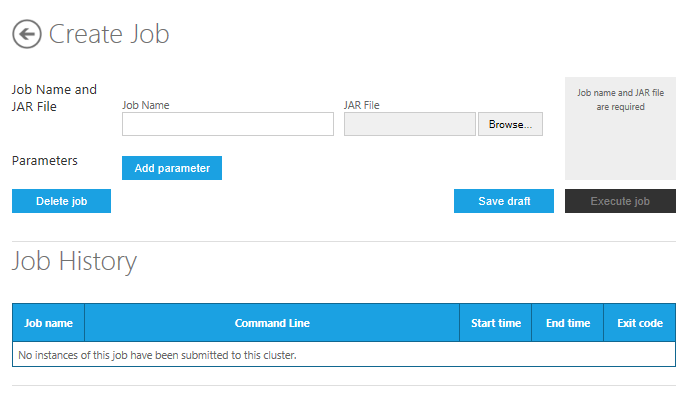 Create Job
Job Name and
JAR File
Job Name
JAR File
Browse...
Job name and JAR file
are required
Parameters
Add parameter
Delete job
Save draft
Execute job
Job History
Job name
Command Line
Start time
End time
Exit code
No instances of this job have been submitted to this cluster.